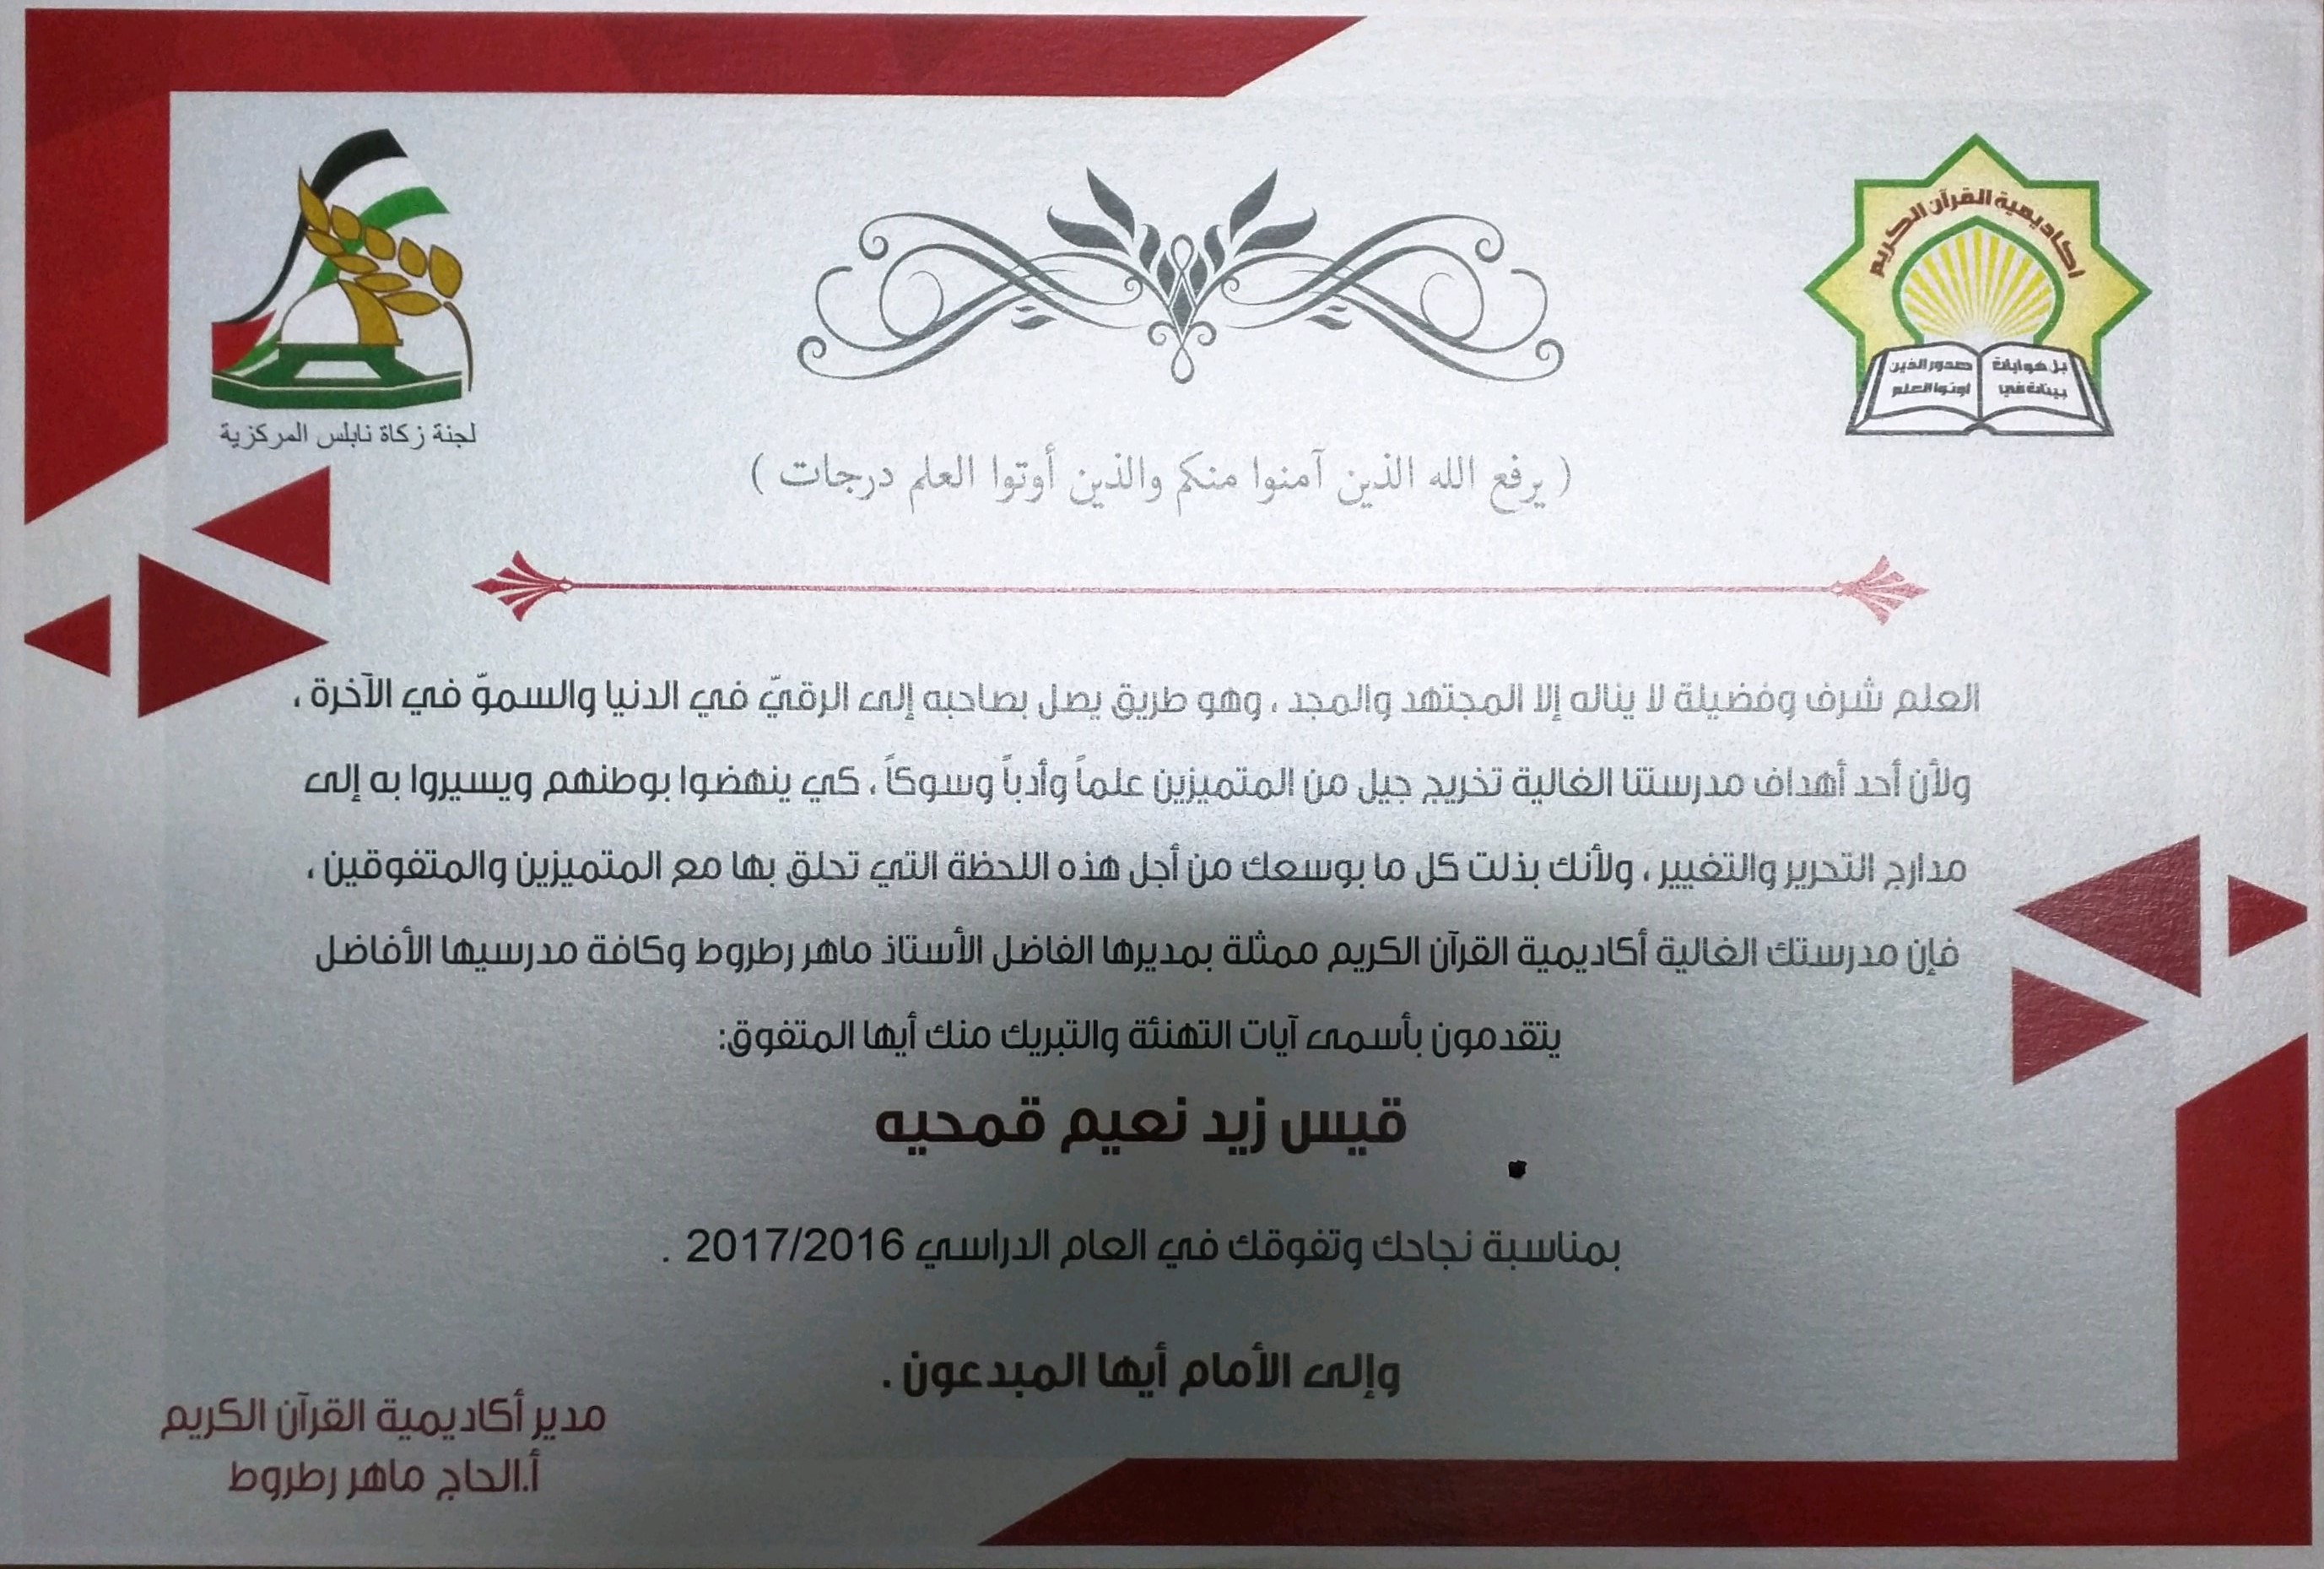 أكاديمية القرآن الكريم
بل هو آيات
بينات في
صدور الذين
أوتوا العلم
لجنة زكاة نابلس المركزية
( يرفع الله الذين آمنوا منكم والذين أوتوا العلم درجات )
العلم شرف وفضيلة لا يناله إلا المجتهد والمجد ، وهو طريق يصل بصاحبه إلى الرقيّ في الدنيا والسموّ في الآخرة ،
ولأن أحد أهداف مدرستنا الغالية تخريج جيل من المتميزين علماً وأدباً وسوكاً ، كي ينهضوا بوطنهم ويسيروا به إلى
مدارج التحرير والتغيير ، ولأنك بذلت كل ما بوسعك من أجل هذه اللحظة التي تحلق بها مع المتميزين والمتفوقين ،
فإن مدرستك الغالية أكاديمية القرآن الكريم ممثلة بمديرها الفاضل الأستاذ ماهر رطروط وكافة مدرسيها الأفاضل
يتقدمون بأسمى آيات التهنئة والتبريك منك أيها المتفوق:
قيس زيد نعيم قمحيه
بمناسبة نجاحك وتفوقك في العام الدراسي 2017/2016 .
وإلى الأمام أيها المبدعون .
مدير أكاديمية القرآن الكريم
أ.الحاج ماهر رطروط